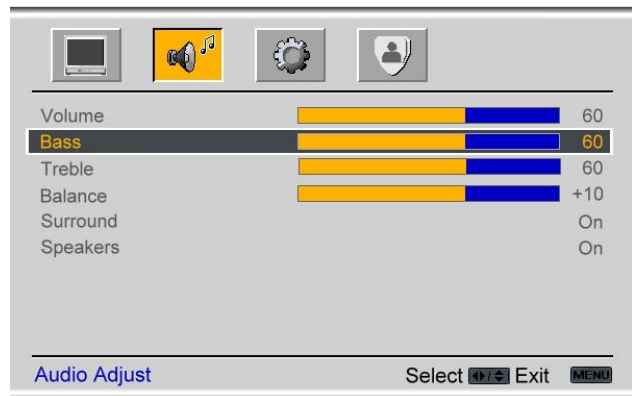 Volume 60
Bass 60
Treble 60
Balance +10
Surround On
Speakers On
Audio Adjust Select Exit MENU